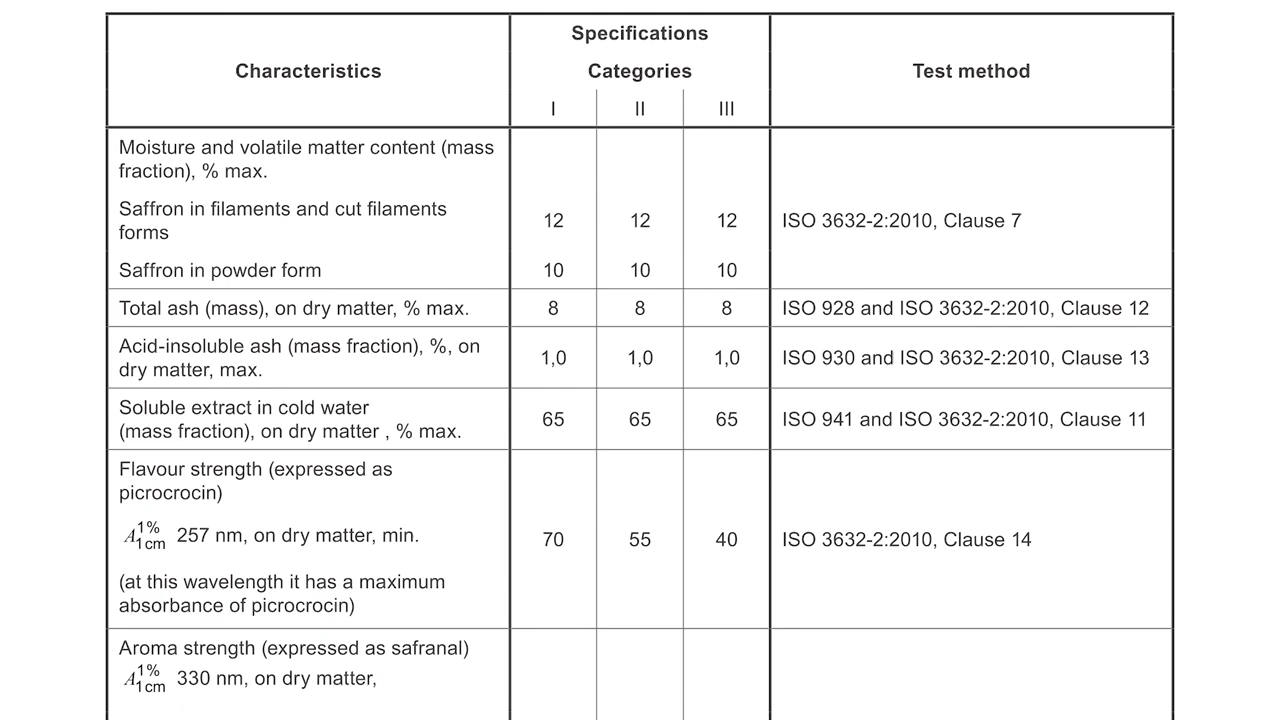 Characteristics
Specifications
Categories
I II III
Test method
Moisture and volatile matter content (mass
fraction), % max.
Saffron in filaments and cut filaments
forms
12 12 12 ISO 3632-2:2010, Clause 7
Saffron in powder form 10 10 10
Total ash (mass), on dry matter, % max. 8 8 8 ISO 928 and ISO 3632-2:2010, Clause 12
Acid-insoluble ash (mass fraction), %, on
dry matter, max.
1,0 1,0 1,0 ISO 930 and ISO 3632-2:2010, Clause 13
Soluble extract in cold water
(mass fraction), on dry matter , % max.
65 65 65 ISO 941 and ISO 3632-2:2010, Clause 11
Flavour strength (expressed as
picrocrocin)
A 1% 1cm 257 nm, on dry matter, min.
(at this wavelength it has a maximum
absorbance of picrocrocin)
70 55 40 ISO 3632-2:2010, Clause 14
Aroma strength (expressed as safranal)
A 1% 1cm 330 nm, on dry matter,